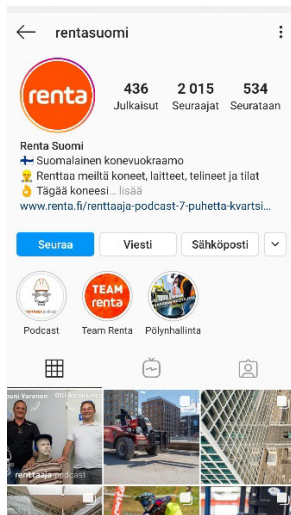 rentasuomi
renta
436 2 015 534
Julkaisut Seuraajat Seurataan
Renta Suomi
Suomalainen konevuokraamo
Renttaa meiltä koneet, laitteet, telineet ja tilat
Tägää koneesi... lisää
www.renta.fi/renttaaja-podcast-7-puhetta-kvartsi...
Seuraa Viesti Sähköposti
TEAM
renta
Podcast Team Renta Pölynhallinta
Varonen Olli
renttaaja podcast